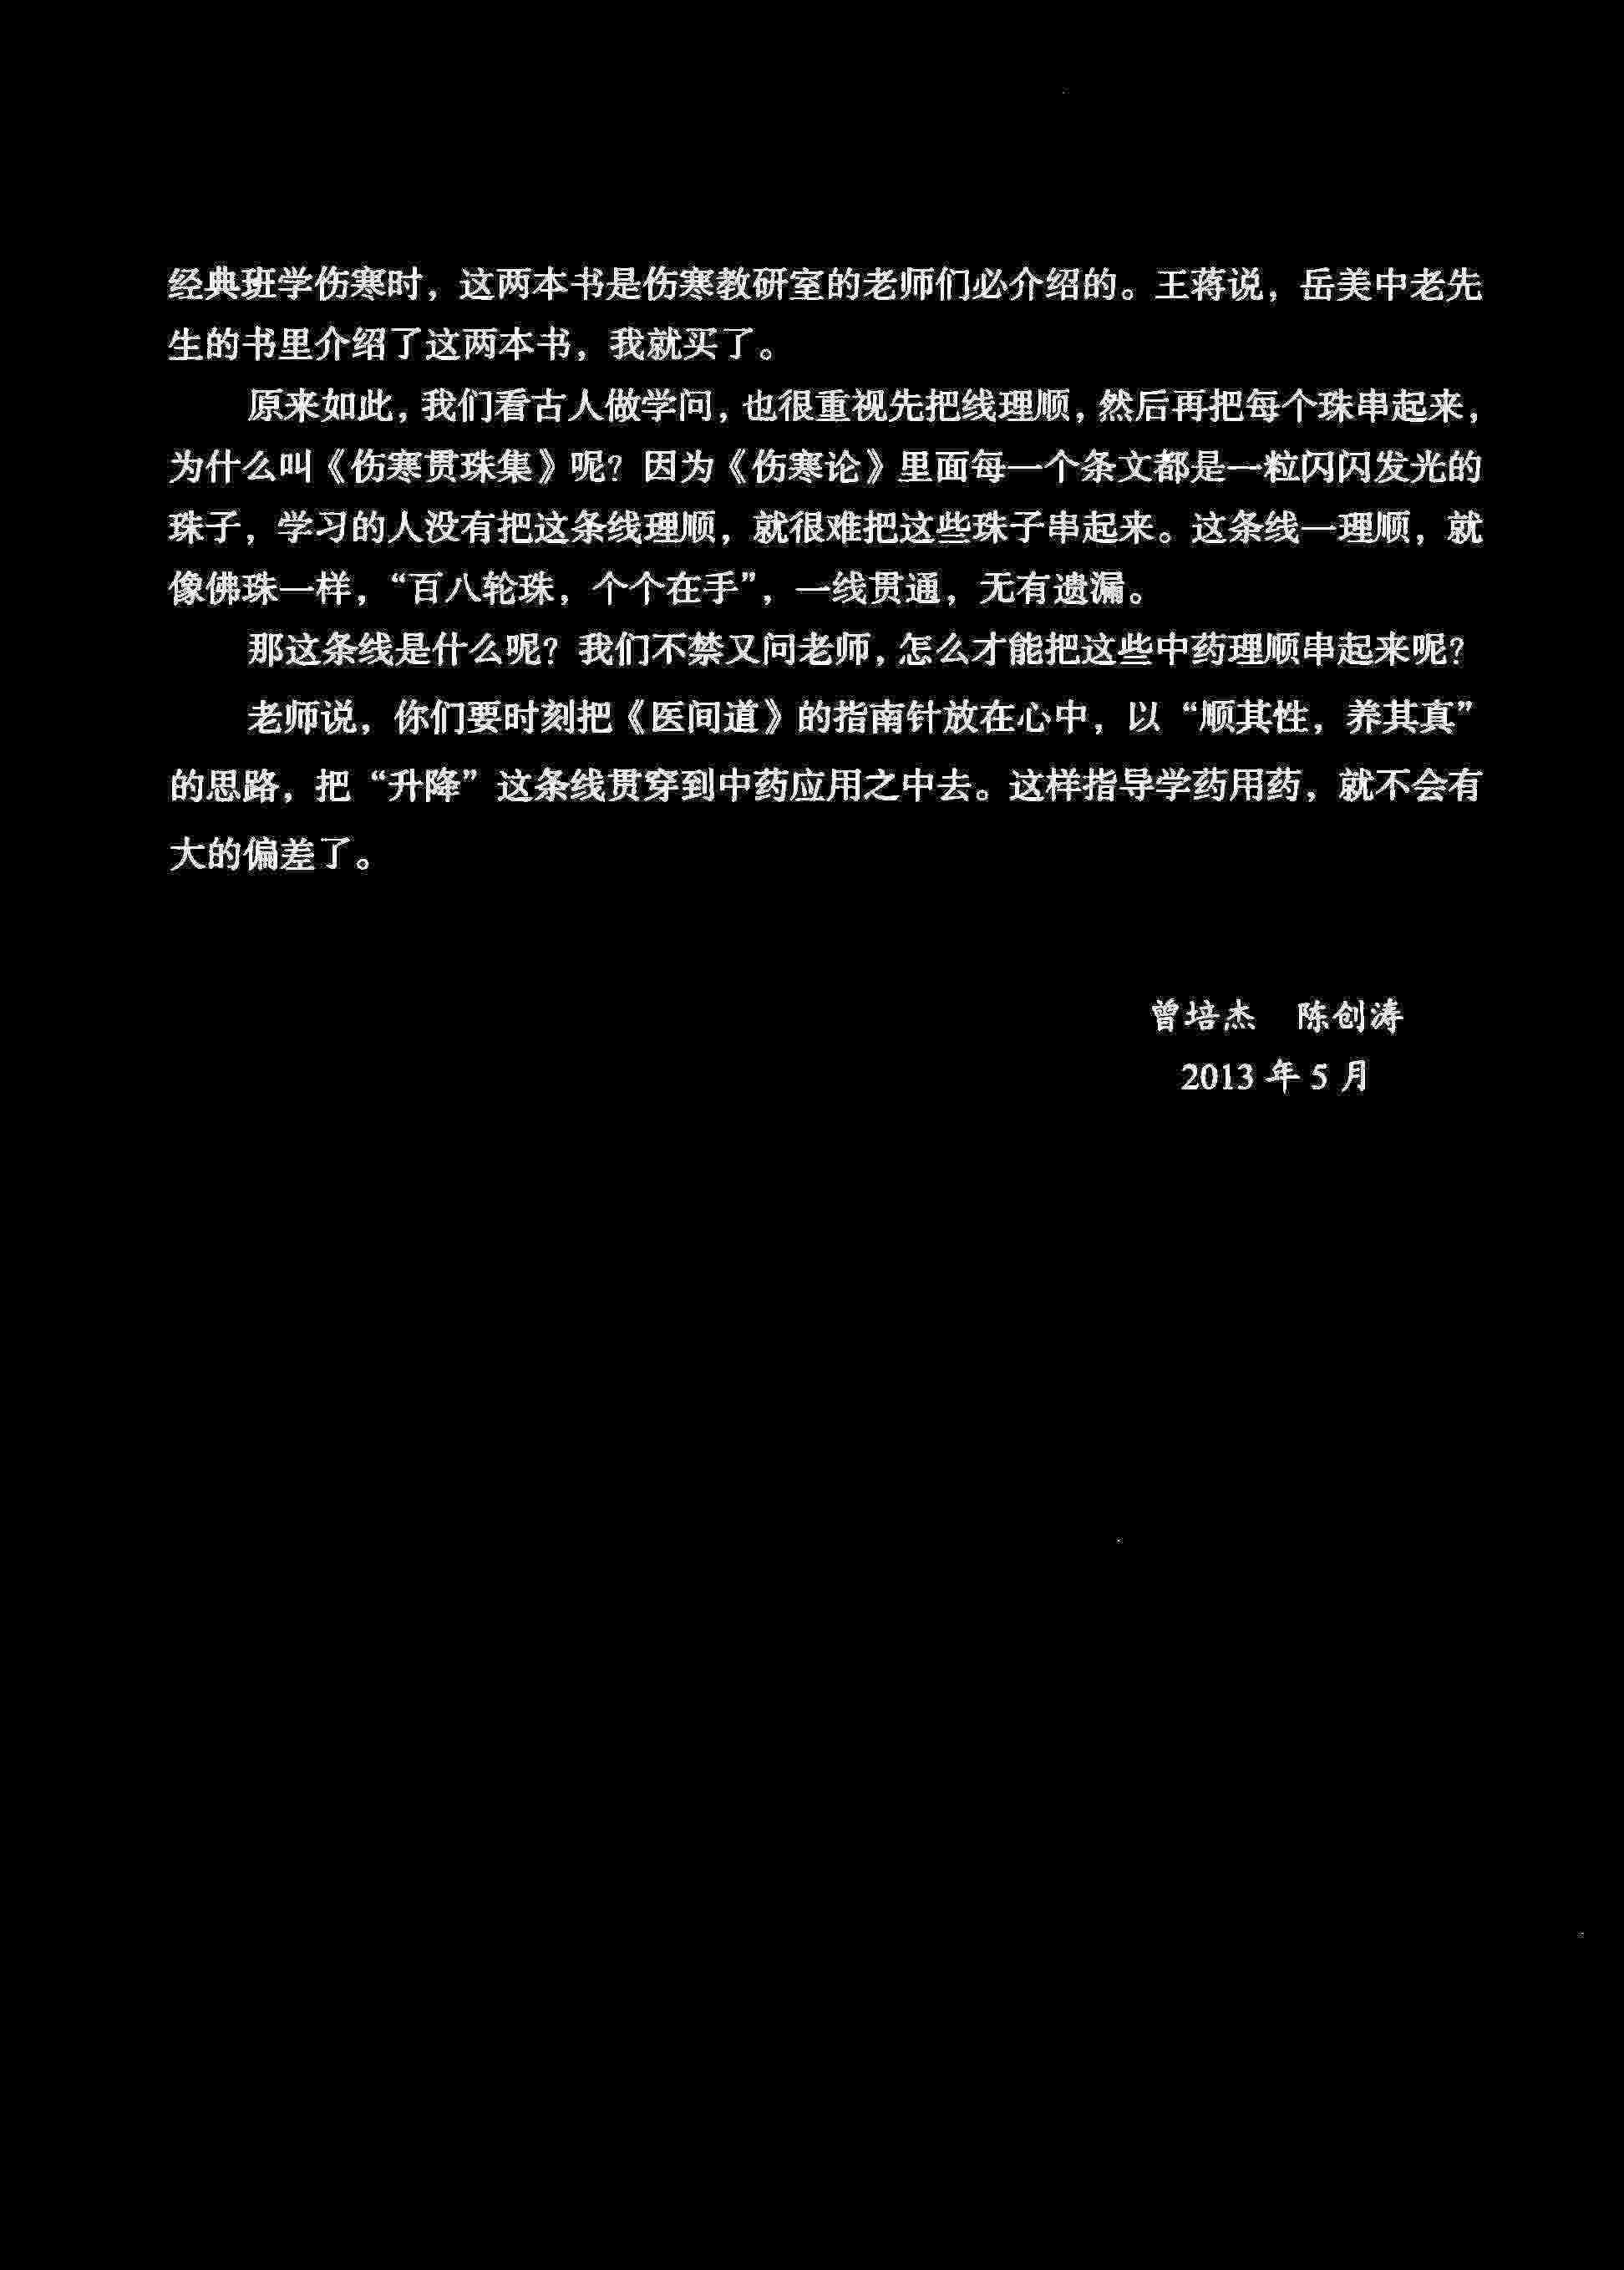 经典班学伤寒时，这两本书是伤寒教研室的老师们必介绍的。王蒋说，岳美中老先
生的书里介绍了这两本书，我就买了。
原来如此，我们看古人做学问，也很重视先把线理顺，然后再把每个珠串起来，
为什么叫《伤寒贯珠集》呢？因为《伤寒论》里面每一个条文都是一粒闪闪发光的
珠子，学习的人没有把这条线理顺，就很难把这些珠子串起来。这条线一理顺，就
像佛珠一样，“百八轮珠，个个在手”，一线贯通，无有遗漏。
那这条线是什么呢？我们不禁又问老师，怎么才能把这些中药理顺串起来呢？
老师说，你们要时刻把《医间道》的指南针放在心中，以“顺其性，养其真”
的思路，把“升降”这条线贯穿到中药应用之中去。这样指导学药用药，就不会有
大的偏差了。
曾培杰　陈创涛
2013 年 5 月